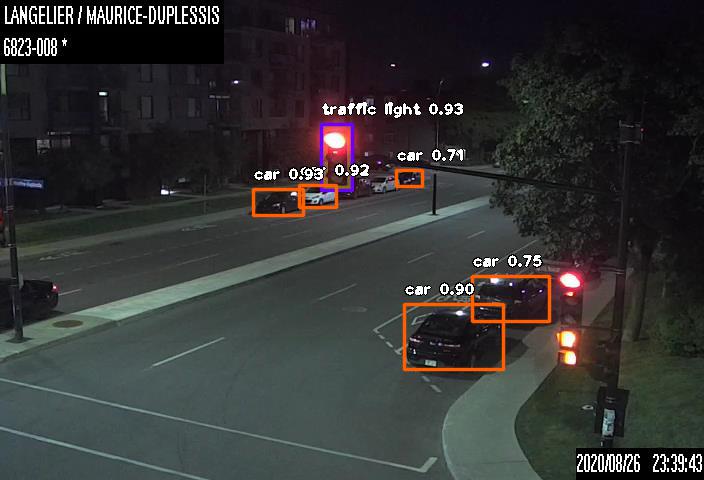 LANGELIER / MAURICE-DUPLESSIS
6823-008 *
traffic light 0.93
car 0.93
0.92
car 0.71
car 0.75
car 0.90
2020/08/26 23:39:43